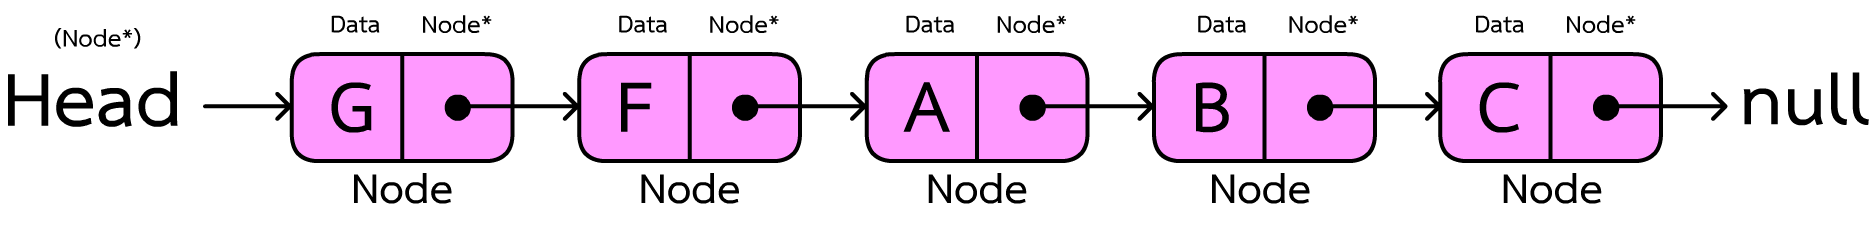 (Node*)
Head
Data Node*
G
Node
Data Node*
F
Node
Data Node*
A
Node
Data Node*
B
Node
Data Node*
C
Node
null